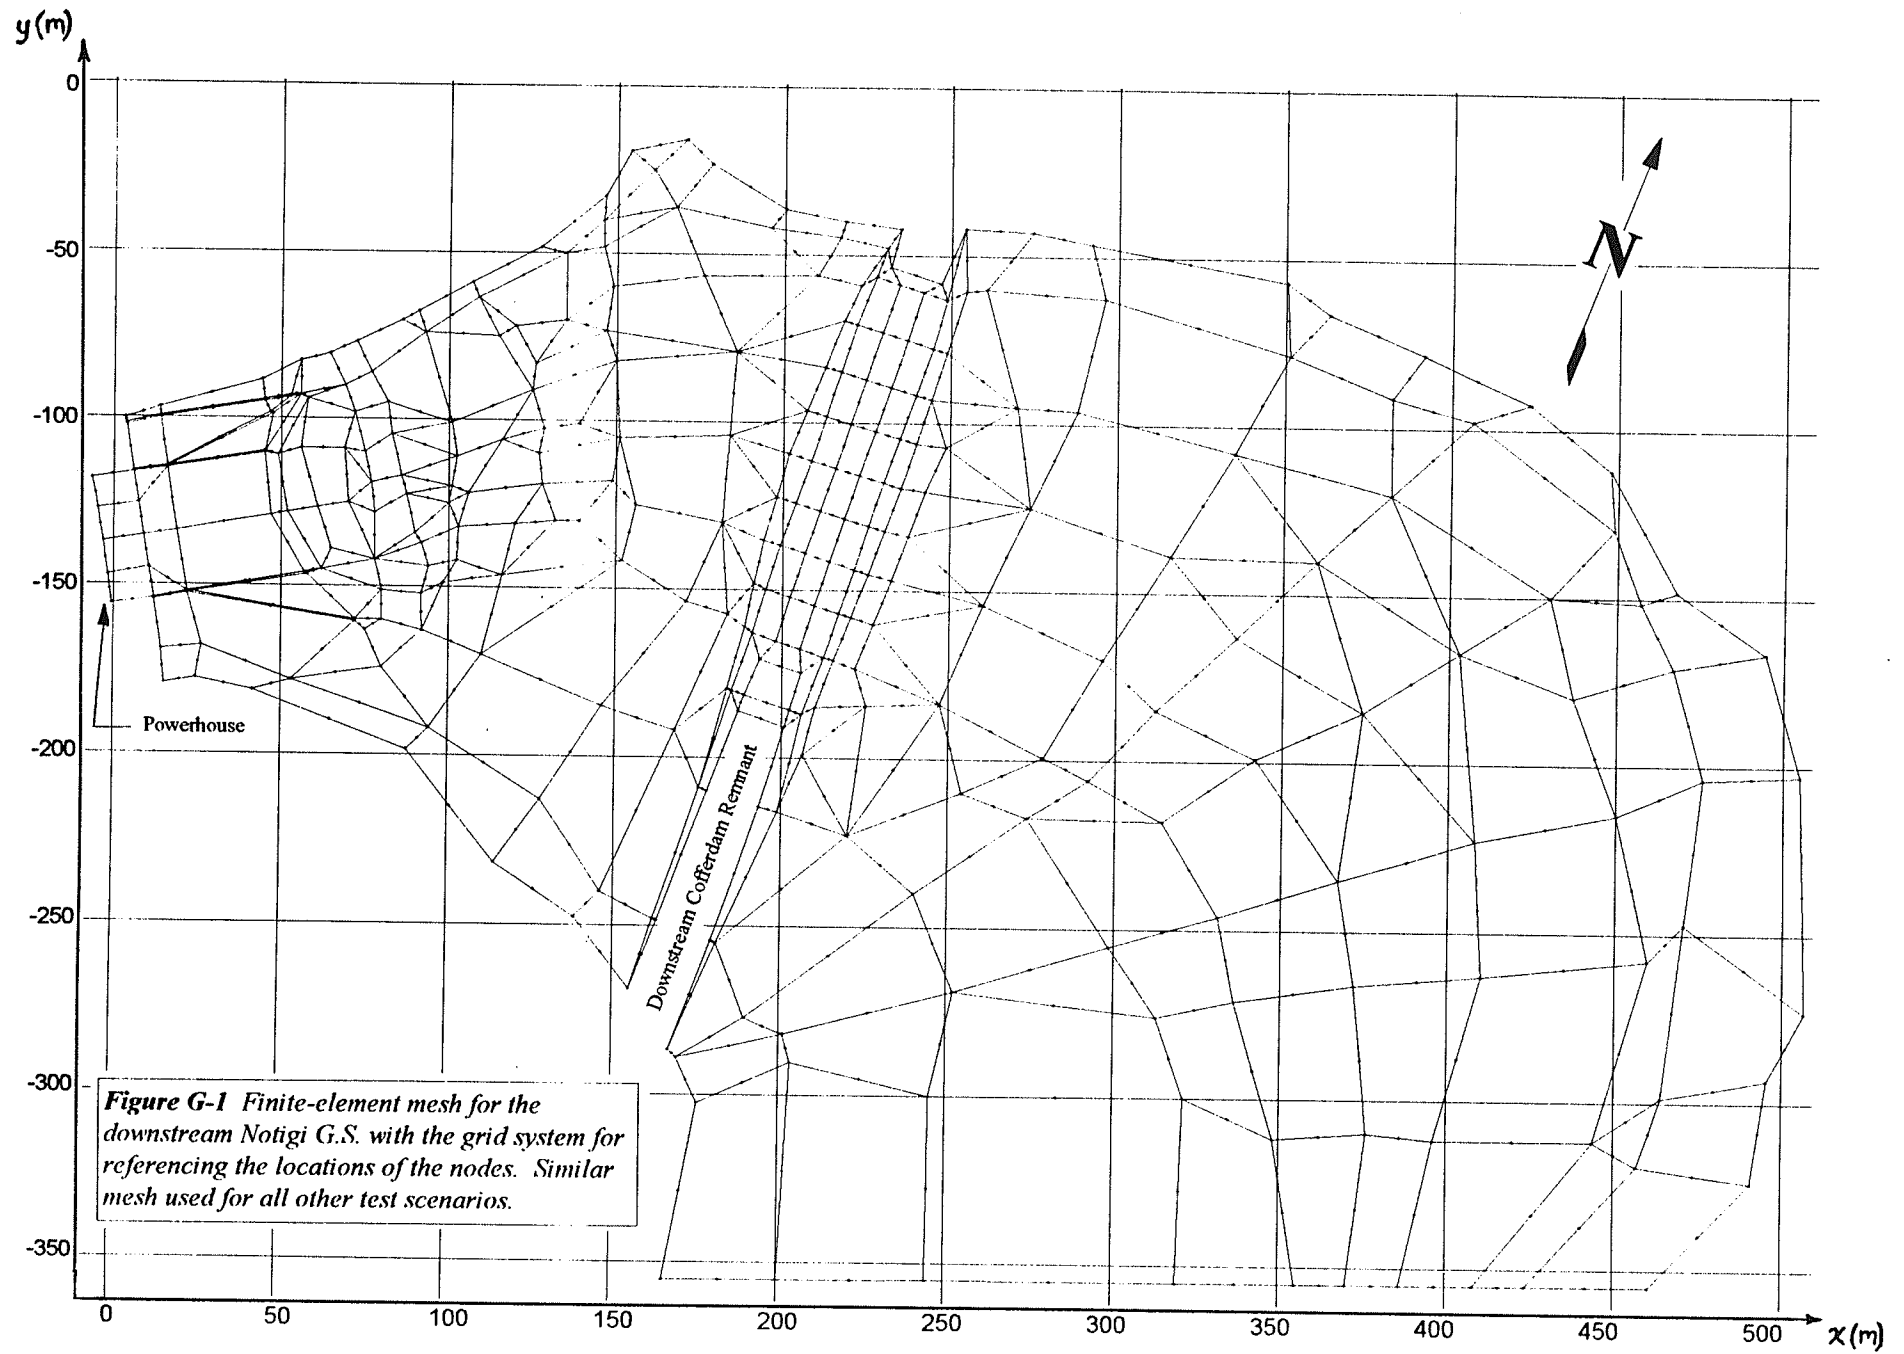 y(m)
0
-50
-100
-150
-200
-250
-300
-350
N
Powerhouse
Downstream Cofferdam Remnant
Figure G-1 Finite-element mesh for the
downstream Notigi G.S. with the grid system for
referencing the locations of the nodes. Similar
mesh used for all other test scenarios.
0 50 100 150 200 250 300 350 400 450 500 x(m)